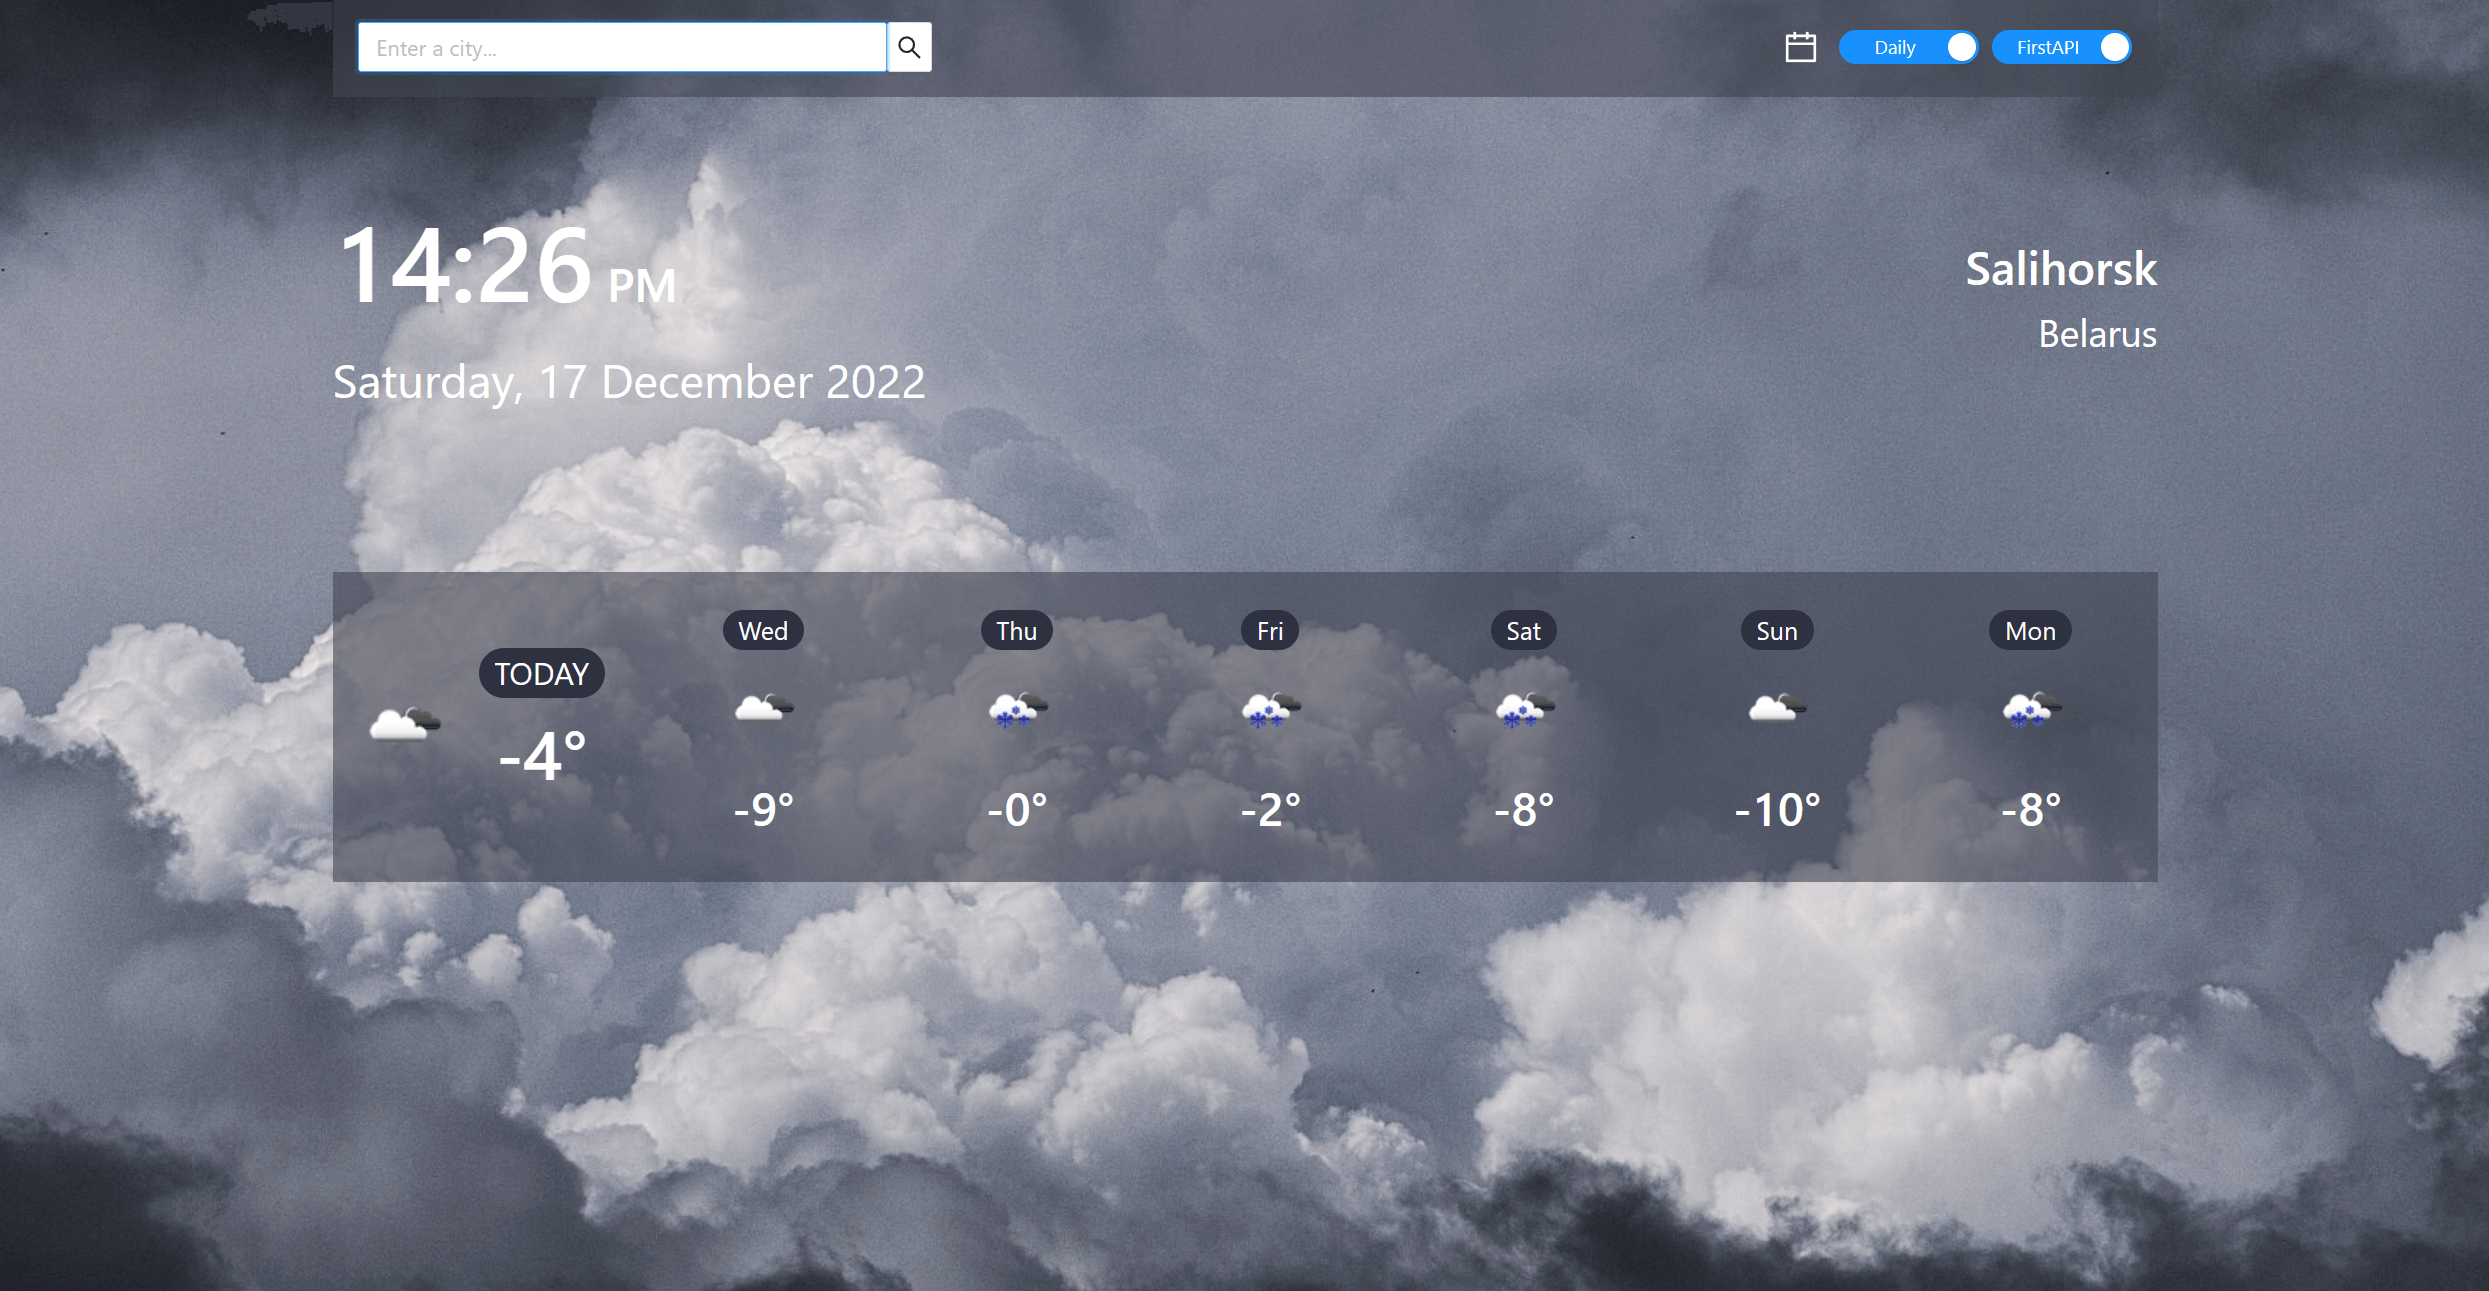 Enter a city...
Daily
FirstAPI
14:26 PM
Saturday, 17 December 2022
Salihorsk
Belarus
TODAY
-4°
Wed
-9°
Thu
-0°
Fri
-2°
Sat
-8°
Sun
-10°
Mon
-8°